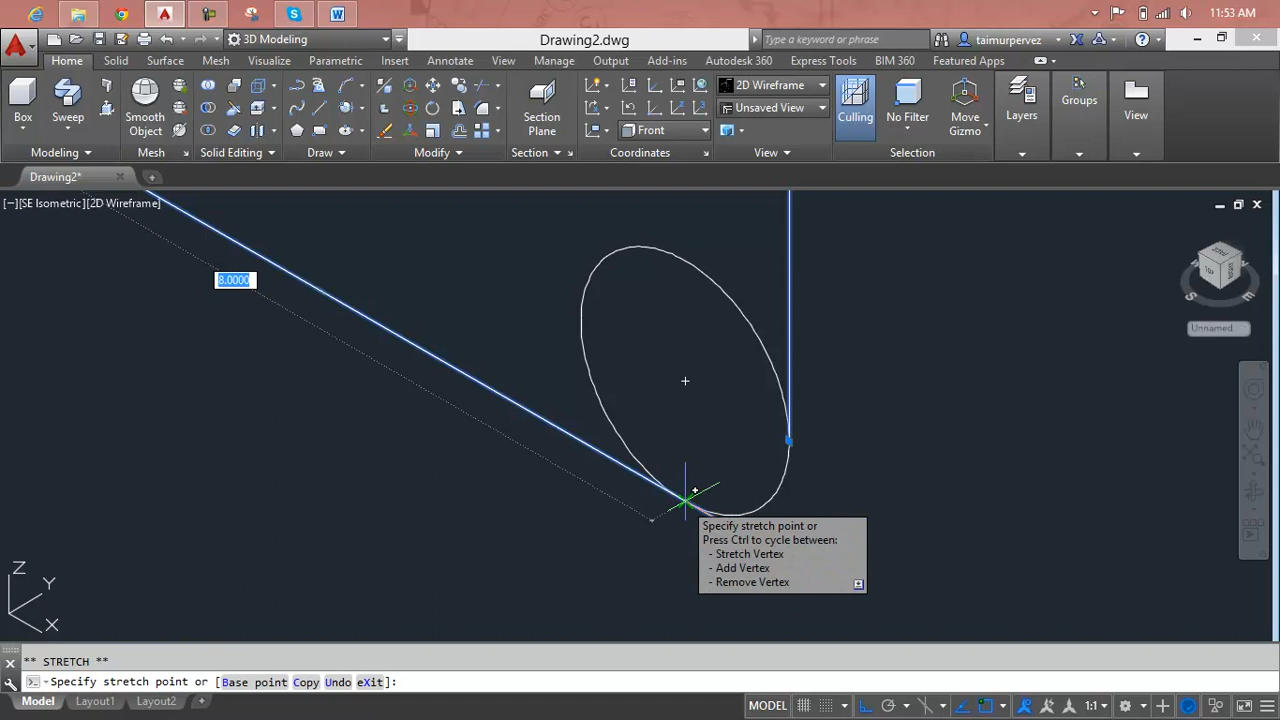 11:53 AM
3D Modeling
Drawing2.dwg
Type a keyword or phrase
taimurpervez
Home Solid Surface Mesh Visualize Parametric Insert Annotate View Manage Output Add-ins Autodesk 360 Express Tools BIM 360 Featured Apps
2D Wireframe
Unsaved View
Front
Box
Sweep
Smooth
Object
Section
Plane
Culling
No Filter
Move
Gizmo
Layers
Groups
View
Modeling
Mesh
Solid Editing
Draw
Modify
Section
Coordinates
View
Selection
Drawing2*
[−][SE Isometric][2D Wireframe]
8.0000
S
E
Unnamed
Specify stretch point or
Press Ctrl to cycle between:
- Stretch Vertex
- Add Vertex
- Remove Vertex
Z
Y
X
** STRETCH **
Specify stretch point or [Base point Copy Undo eXit]:
Model Layout1 Layout2
MODEL
1:1